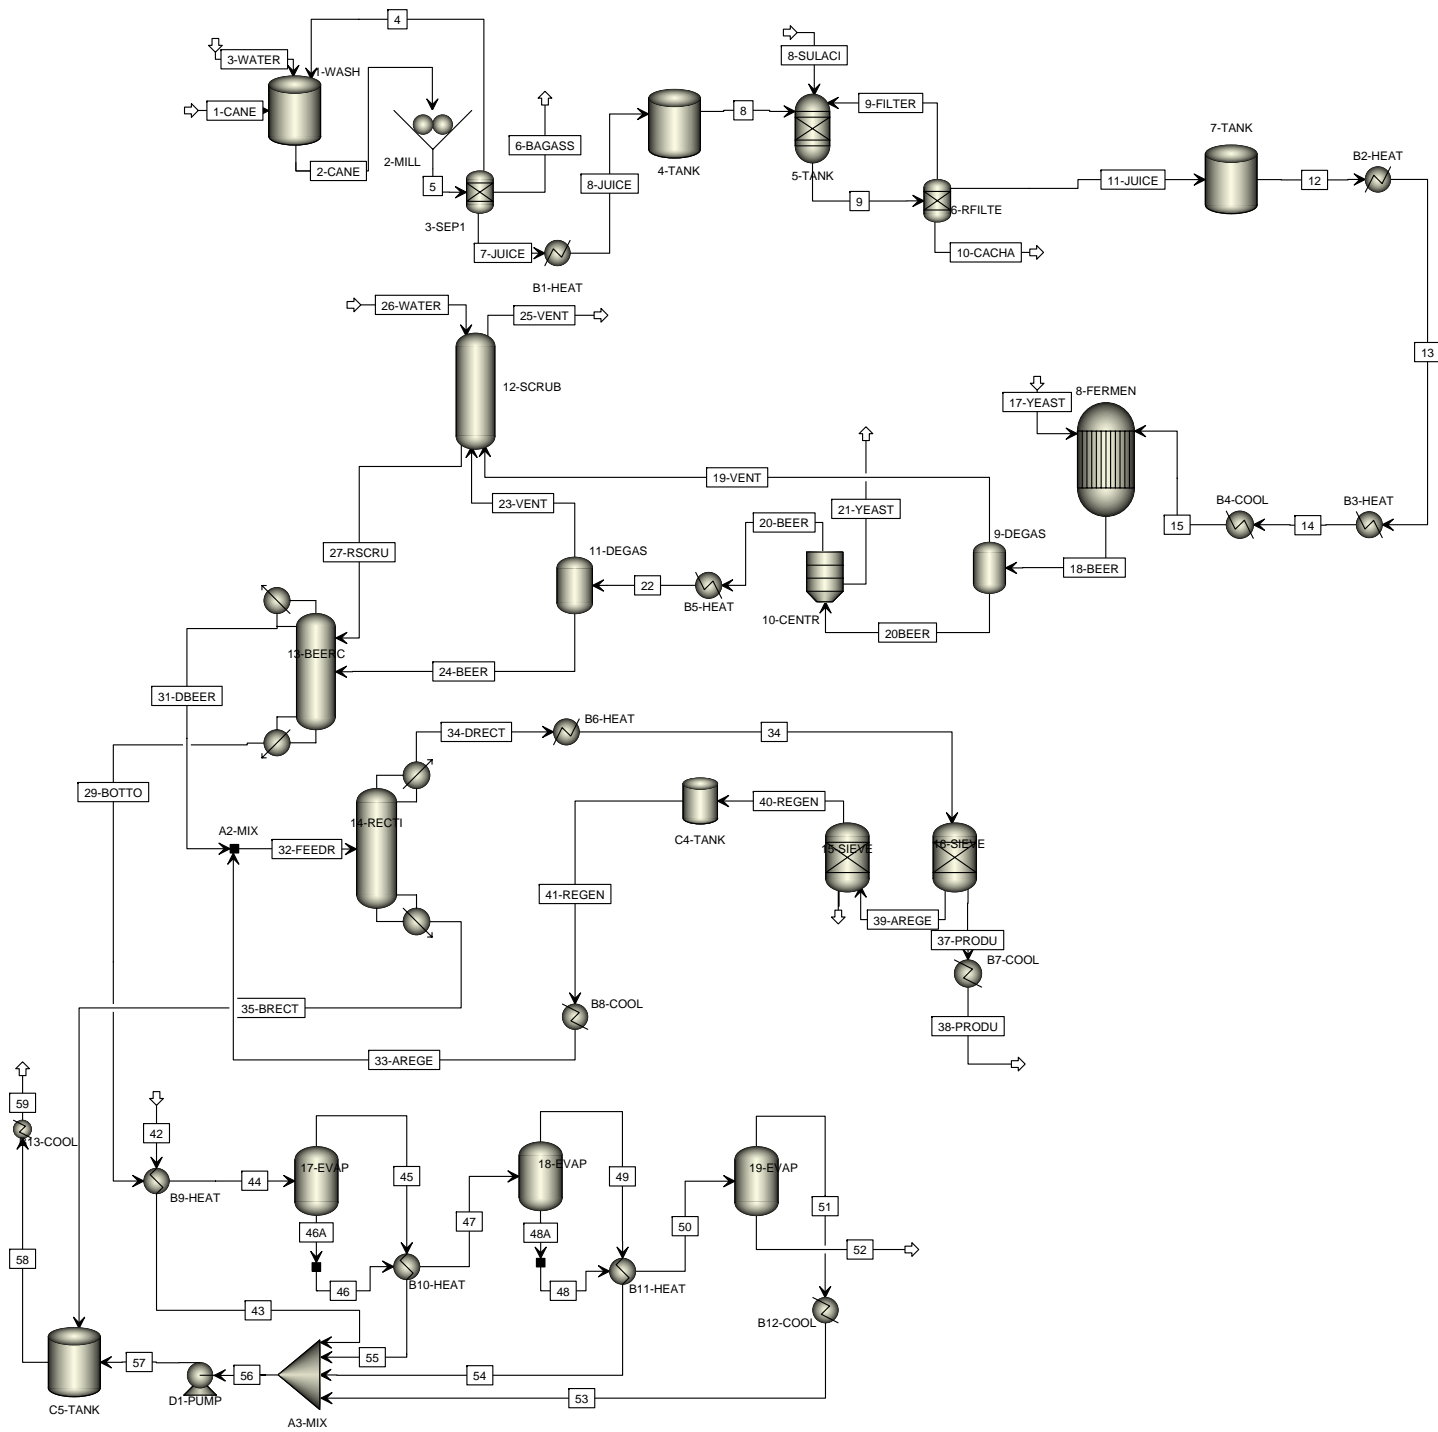 4
3-WATER
1-WASH
1-CANE
2-CANE
2-MILL
5
3-SEP1
6-BAGASS
7-JUICE
B1-HEAT
8-JUICE
4-TANK
8
8-SULACI
9-FILTER
5-TANK
9
6-RFILTE
10-CACHA
11-JUICE
7-TANK
12
B2-HEAT
13
26-WATER
25-VENT
12-SCRUB
17-YEAST
8-FERMEN
19-VENT
23-VENT
20-BEER
21-YEAST
B4-COOL
B3-HEAT
15
14
27-RSCRU
11-DEGAS
9-DEGAS
18-BEER
22
B5-HEAT
10-CENTR
20BEER
13-BEERC
24-BEER
31-DBEER
34-DRECT
B6-HEAT
34
29-BOTTO
14-RECTI
A2-MIX
32-FEEDR
C4-TANK
40-REGEN
15-SIEVE
16-SIEVE
41-REGEN
39-AREGE
37-PRODU
B7-COOL
35-BRECT
B8-COOL
38-PRODU
33-AREGE
59
13-COOL
42
B9-HEAT
44
17-EVAP
45
46A
46
B10-HEAT
47
18-EVAP
49
48A
48
B11-HEAT
50
19-EVAP
51
52
B12-COOL
58
43
55
54
53
57
56
C5-TANK
D1-PUMP
A3-MIX